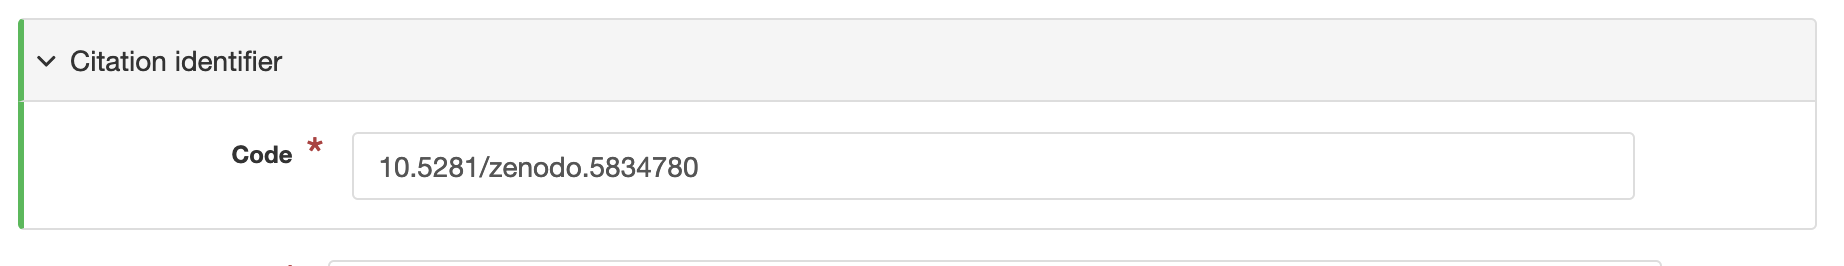 Citation identifier
Code *
10.5281/zenodo.5834780